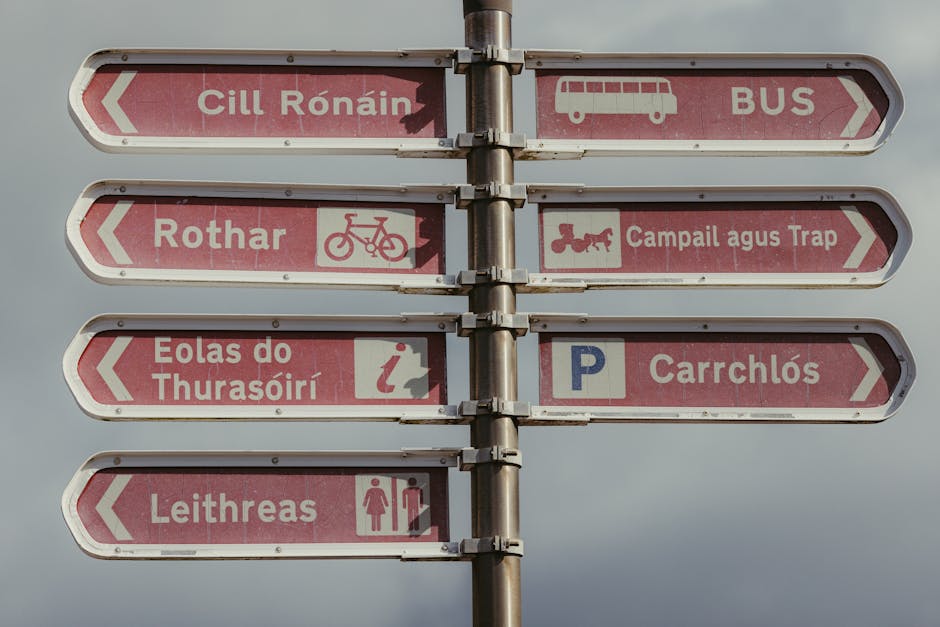 Cill Rónáin
BUS
Rothar
Campail agus Trap
Eolas do
Thurasóirí
i
P
Carrchlós
Leithreas